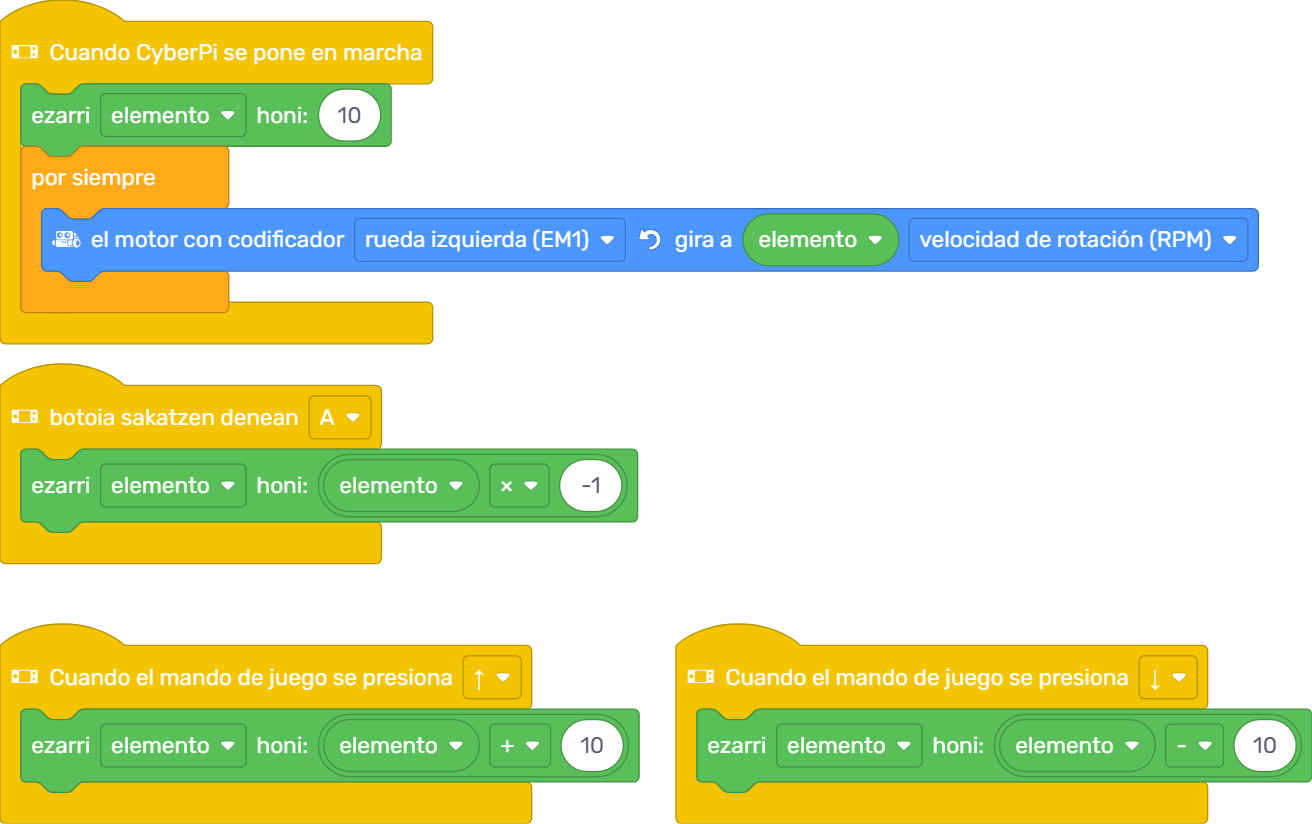 Cuando CyberPi se pone en marcha
ezarri elemento honi: 10
por siempre
el motor con codificador rueda izquierda (EM1) gira a elemento velocidad de rotación (RPM)
botoia sakatzen denean A
ezarri elemento honi: elemento × -1
Cuando el mando de juego se presiona ↑
ezarri elemento honi: elemento + 10
Cuando el mando de juego se presiona ↓
ezarri elemento honi: elemento - 10